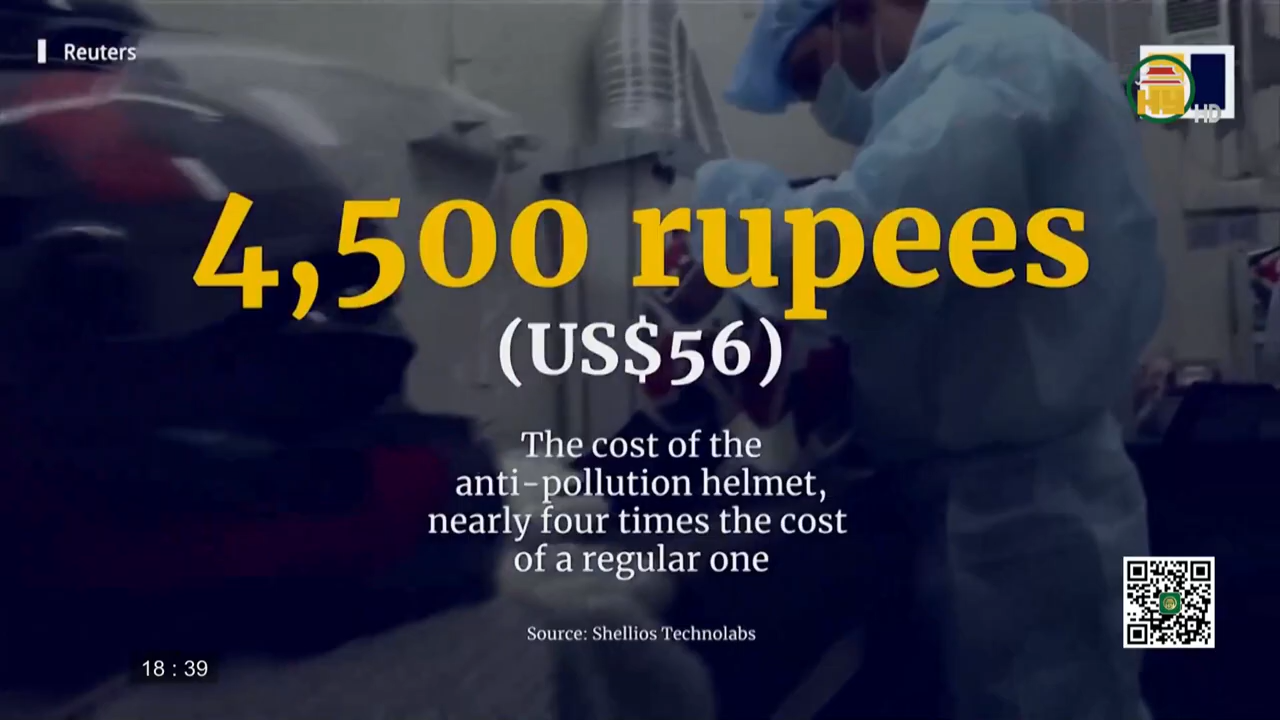 Reuters
HY
HD
4,500 rupees
(US$56)
The cost of the
anti-pollution helmet,
nearly four times the cost
of a regular one
Source: Shellios Technolabs
18 : 39